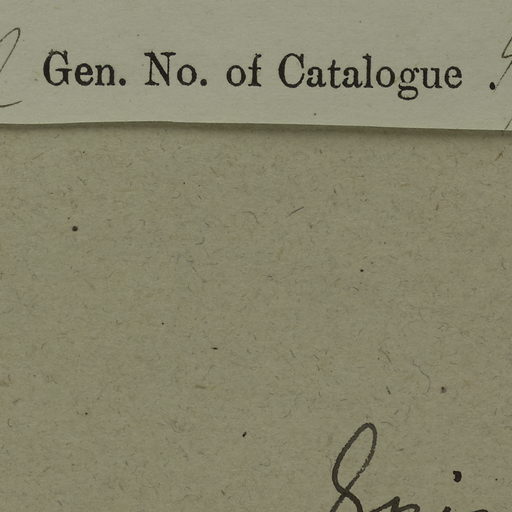 Gen. No. of Catalogue .